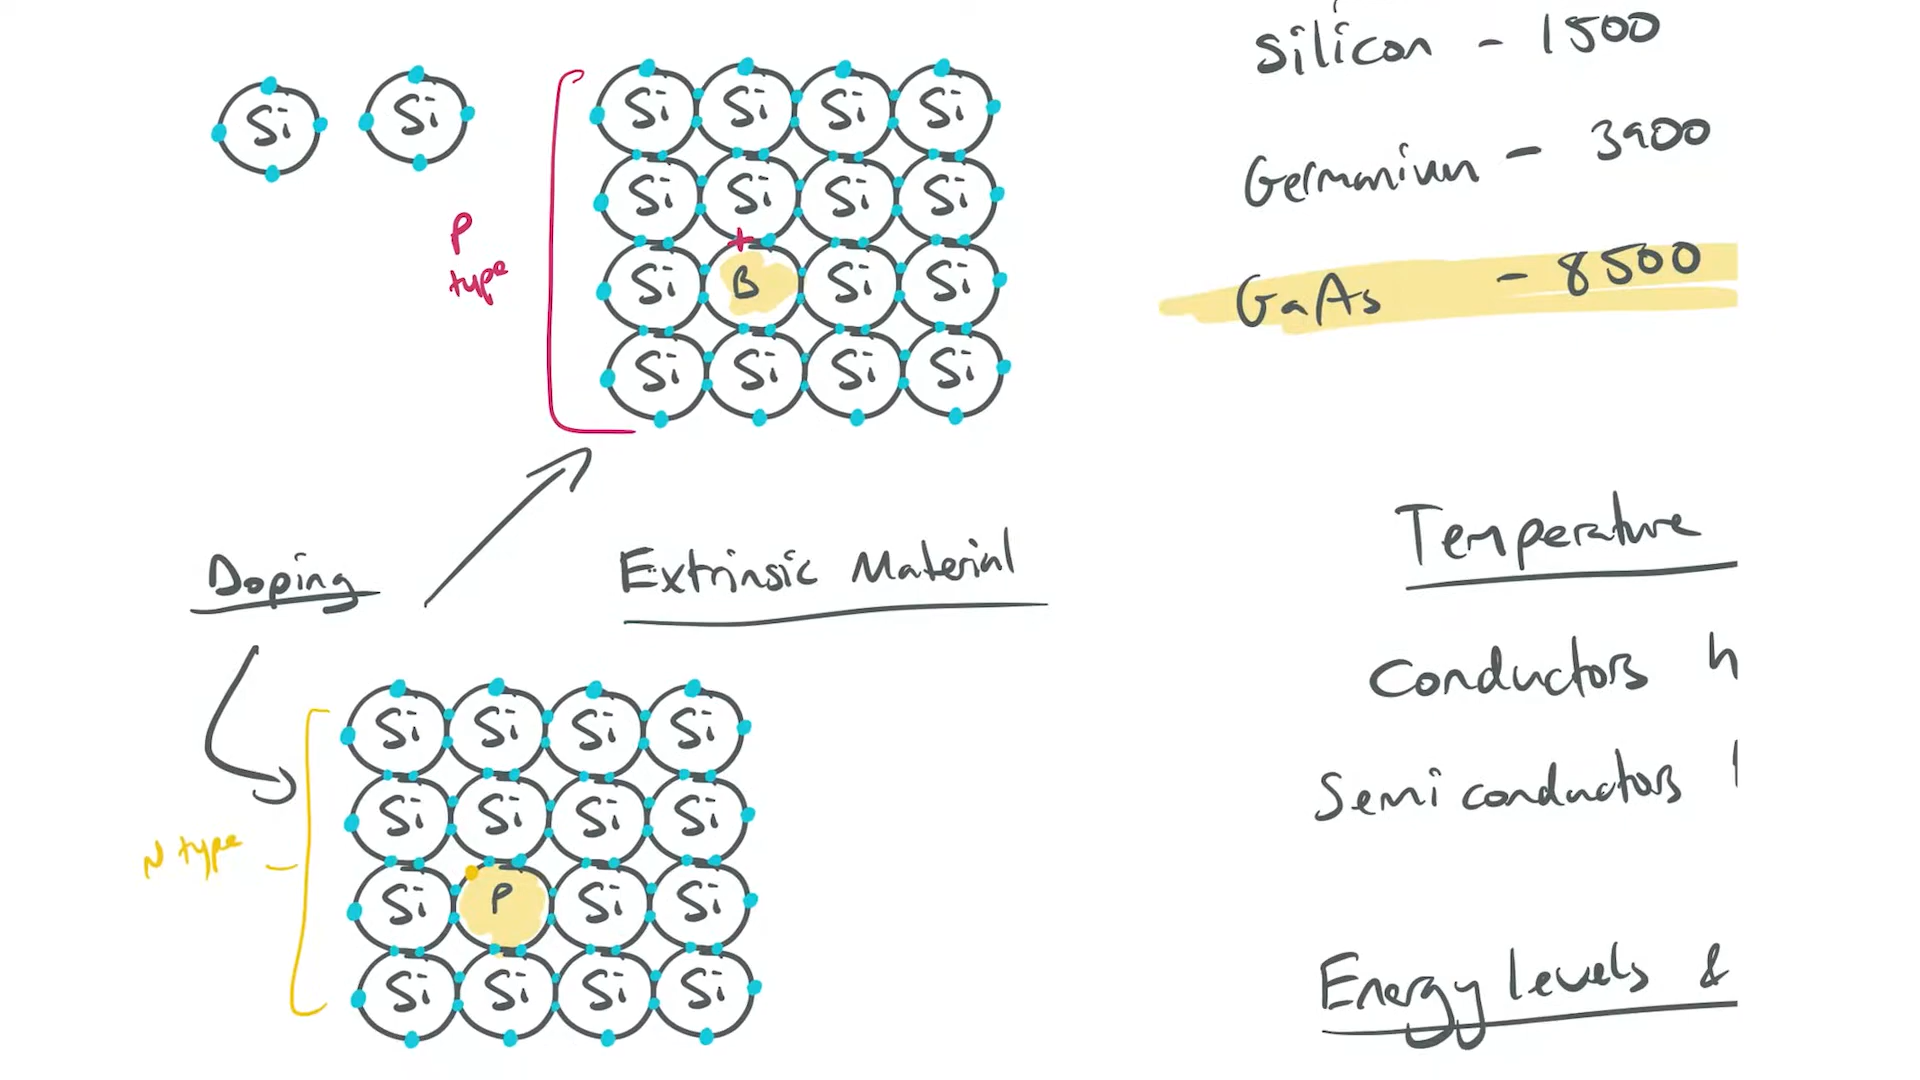 Si Si
Si Si Si Si
Si Si Si Si
Si B Si Si
Si Si Si Si
P
type
+
Silicon - 1500
Germanium - 3900
GaAs - 8500
Doping
Extrinsic Material
Temperature
Conductors h
Semi conductors
N type -
Si Si Si Si
Si Si Si Si
Si P Si Si
Si Si Si Si
Energy levels &